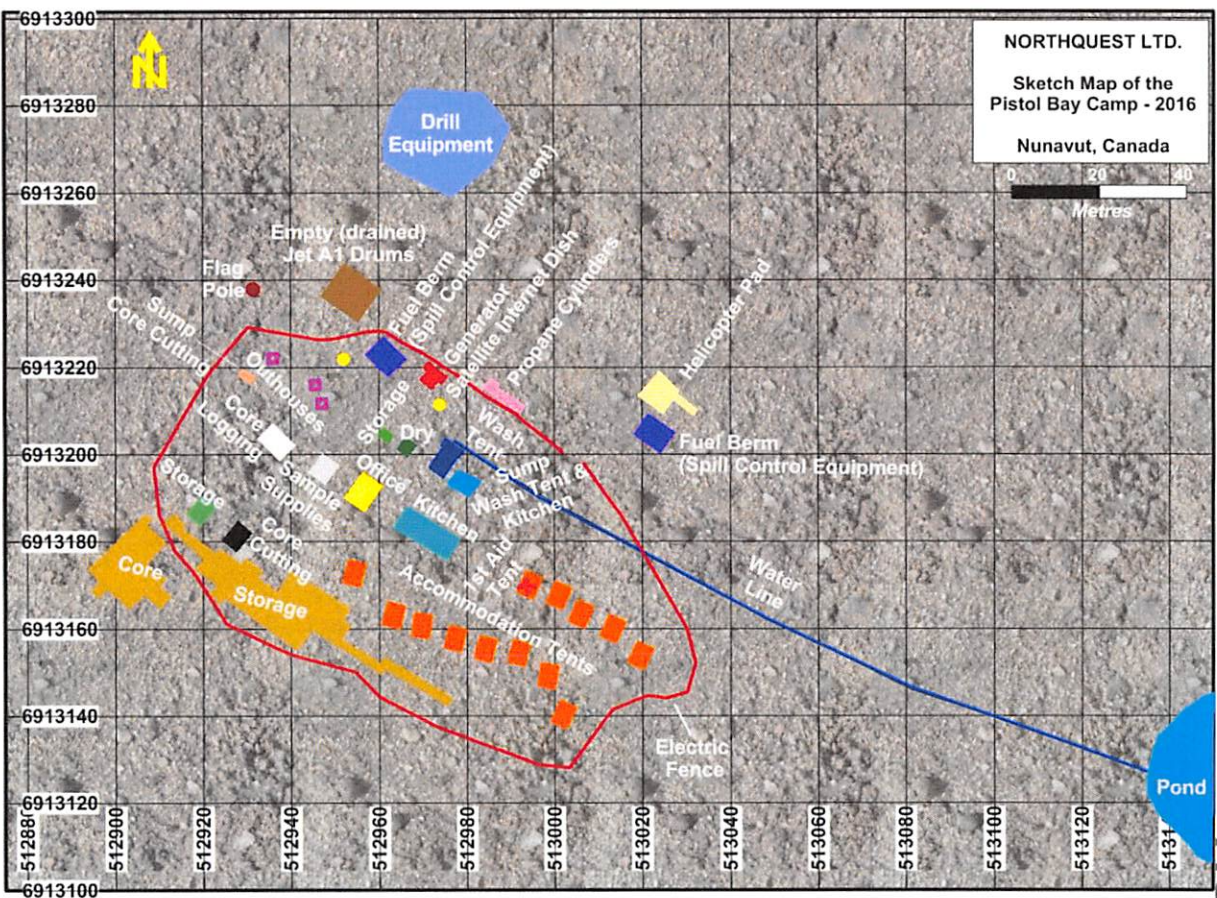 6913300
NORTHQUEST LTD.
Sketch Map of the
Pistol Bay Camp - 2016
Nunavut, Canada
0 20 40
Metres
N
6913280
Drill
Equipment
6913260
Empty (drained)
Jet A1 Drums
Flag
Pole
6913240
Fuel Berm
(Spill Control Equipment)
Generator
Satellite Internet Dish
Propane Cylinders
Helicopter Pad
Sump
Core Cutting
6913220
Outhouses
Storage
Dry
Core
Logging
Wash
Tent
Sump
Wash Tent &
Kitchen
Fuel Berm
(Spill Control Equipment)
6913200
Storage
Sample
Supplies
Office
Kitchen
Core
Cutting
6913180
Core
Storage
1st Aid
Tent
Accommodation Tents
Water
Line
6913160
6913140
Electric
Fence
Pond
6913120
512880
512900
512920
512940
512960
512980
513000
513020
513040
513060
513080
513100
513120
6913100